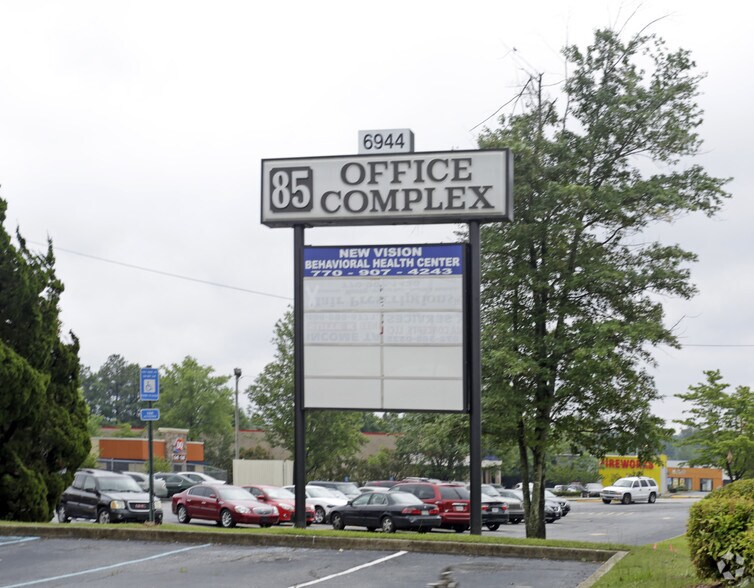 6944
85 OFFICE
COMPLEX
NEW VISION
BEHAVIORAL HEALTH CENTER
770 - 907 - 4243
FIREWORKS